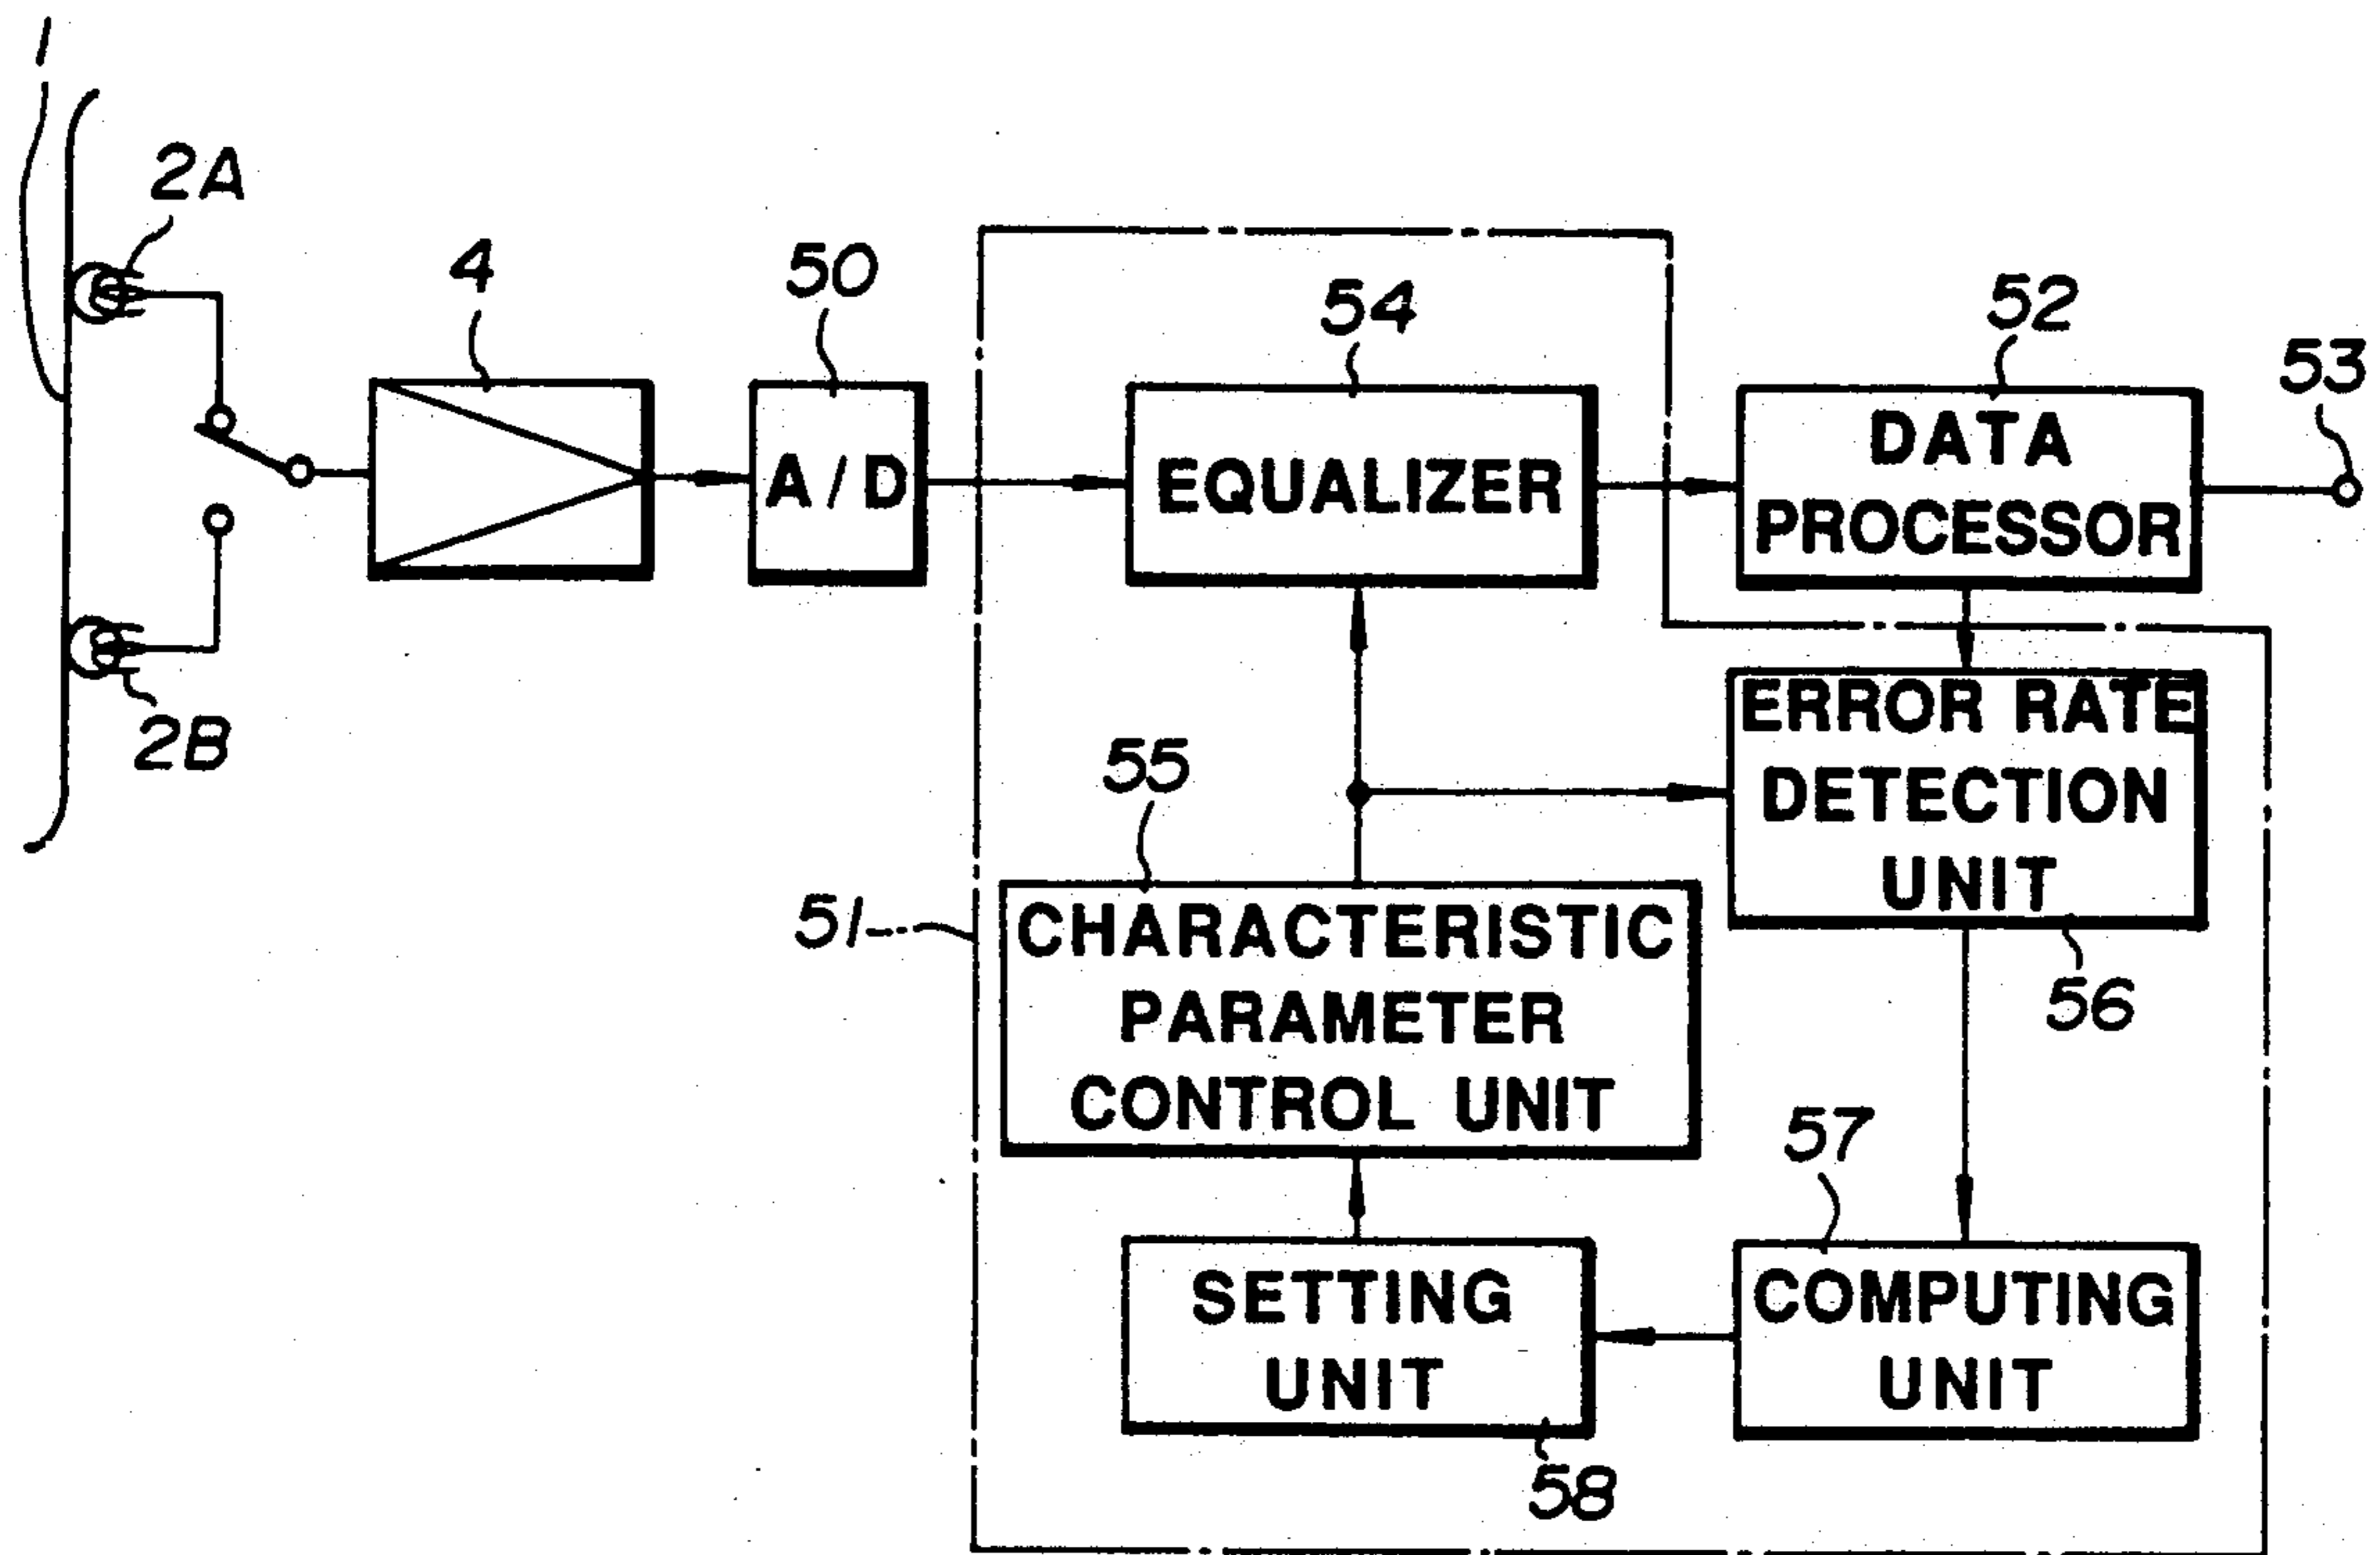 1
2A
4
50
54
52
53
A/D
EQUALIZER
DATA
PROCESSOR
2B
55
ERROR RATE
DETECTION
UNIT
51
CHARACTERISTIC
PARAMETER
CONTROL UNIT
56
57
SETTING
UNIT
COMPUTING
UNIT
58